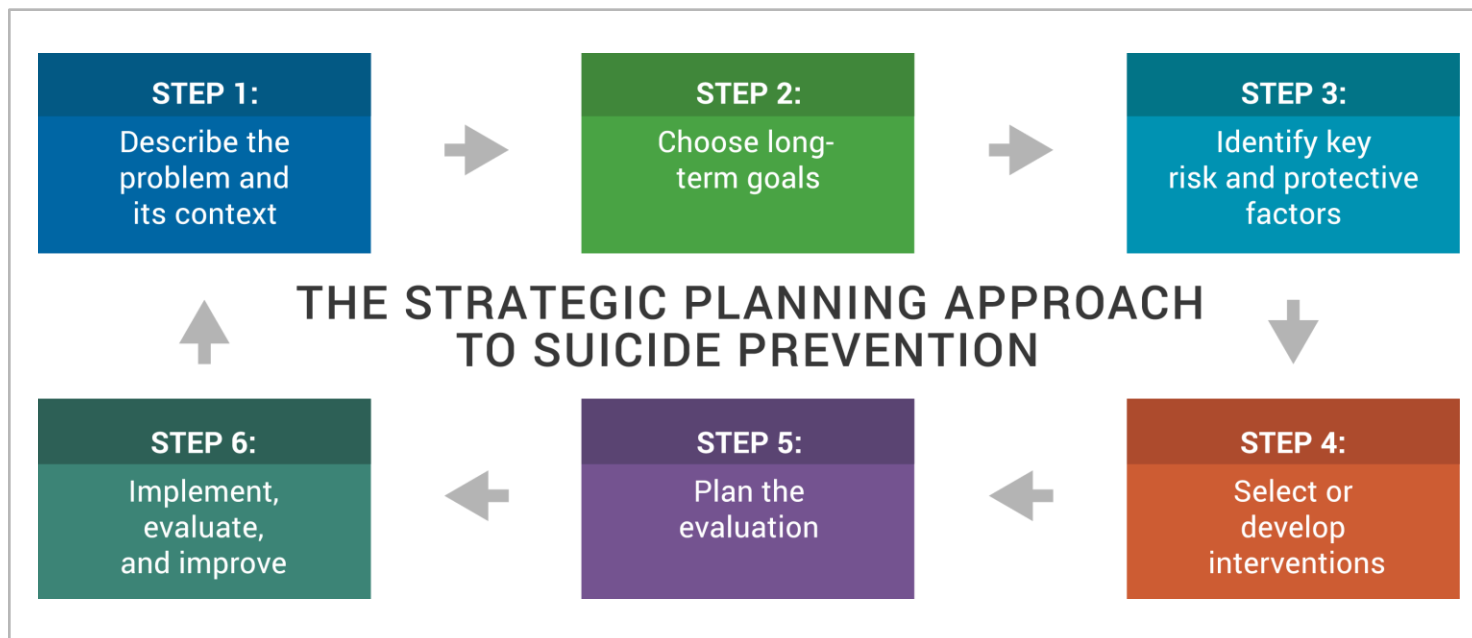 STEP 1:
Describe the
problem and
its context
STEP 2:
Choose long-
term goals
STEP 3:
Identify key
risk and protective
factors
THE STRATEGIC PLANNING APPROACH
TO SUICIDE PREVENTION
STEP 4:
Select or
develop
interventions
STEP 5:
Plan the
evaluation
STEP 6:
Implement,
evaluate,
and improve